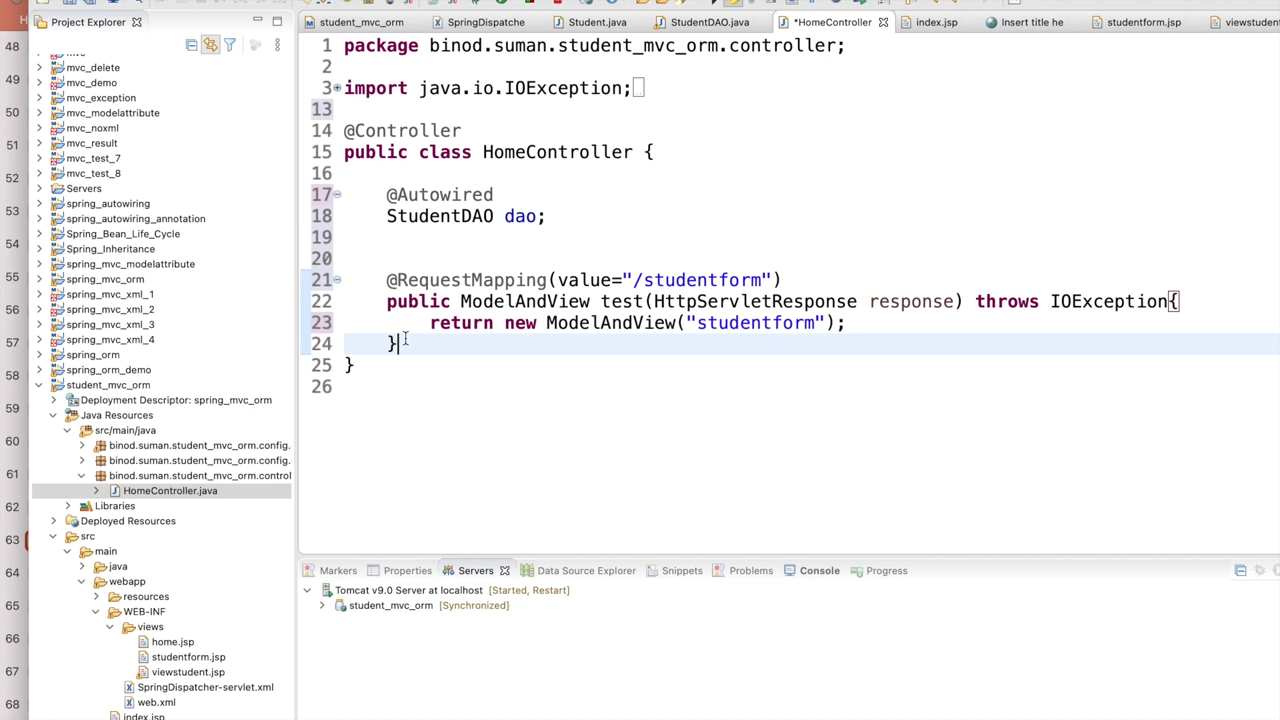 Project Explorer
student_mvc_orm
SpringDispatche
Student.java
StudentDAO.java
*HomeController
index.jsp
Insert title he
studentform.jsp
viewstuden
48
49
50
51
52
53
54
55
56
57
58
59
60
61
62
63
64
65
66
67
68
mvc_delete
mvc_demo
mvc_exception
mvc_modelattribute
mvc_noxml
mvc_result
mvc_test_7
mvc_test_8
Servers
spring_autowiring
spring_autowiring_annotation
Spring_Bean_Life_Cycle
Spring_Inheritance
spring_mvc_modelattribute
spring_mvc_orm
spring_mvc_xml_1
spring_mvc_xml_2
spring_mvc_xml_3
spring_mvc_xml_4
spring_orm
spring_orm_demo
student_mvc_orm
Deployment Descriptor: spring_mvc_orm
Java Resources
src/main/java
binod.suman.student_mvc_orm.config.
binod.suman.student_mvc_orm.config.
binod.suman.student_mvc_orm.control
HomeController.java
Libraries
Deployed Resources
src
main
java
webapp
resources
WEB-INF
views
home.jsp
studentform.jsp
viewstudent.jsp
SpringDispatcher-servlet.xml
web.xml
index.jsp
1 package binod.suman.student_mvc_orm.controller;
2
3 import java.io.IOException;
13
14 @Controller
15 public class HomeController {
16
17 @Autowired
18 StudentDAO dao;
19
20
21 @RequestMapping(value="/studentform")
22 public ModelAndView test(HttpServletResponse response) throws IOException{
23 return new ModelAndView("studentform");
24 }
25 }
26
Markers
Properties
Servers
Data Source Explorer
Snippets
Problems
Console
Progress
Tomcat v9.0 Server at localhost [Started, Restart]
student_mvc_orm [Synchronized]